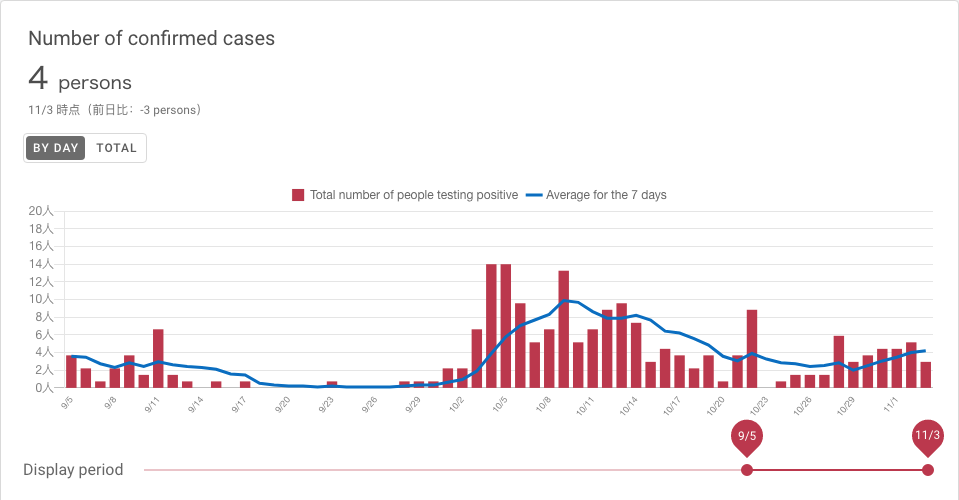 Number of confirmed cases
4 persons
11/3 時点（前日比：-3 persons）
BY DAY TOTAL
Total number of people testing positive Average for the 7 days
20人
18人
16人
14人
12人
10人
8人
6人
4人
2人
0人
9/5 9/8 9/11 9/14 9/17 9/20 9/23 9/26 9/29 10/2 10/5 10/8 10/11 10/14 10/17 10/20 10/23 10/26 10/29 11/1
9/5 11/3
Display period